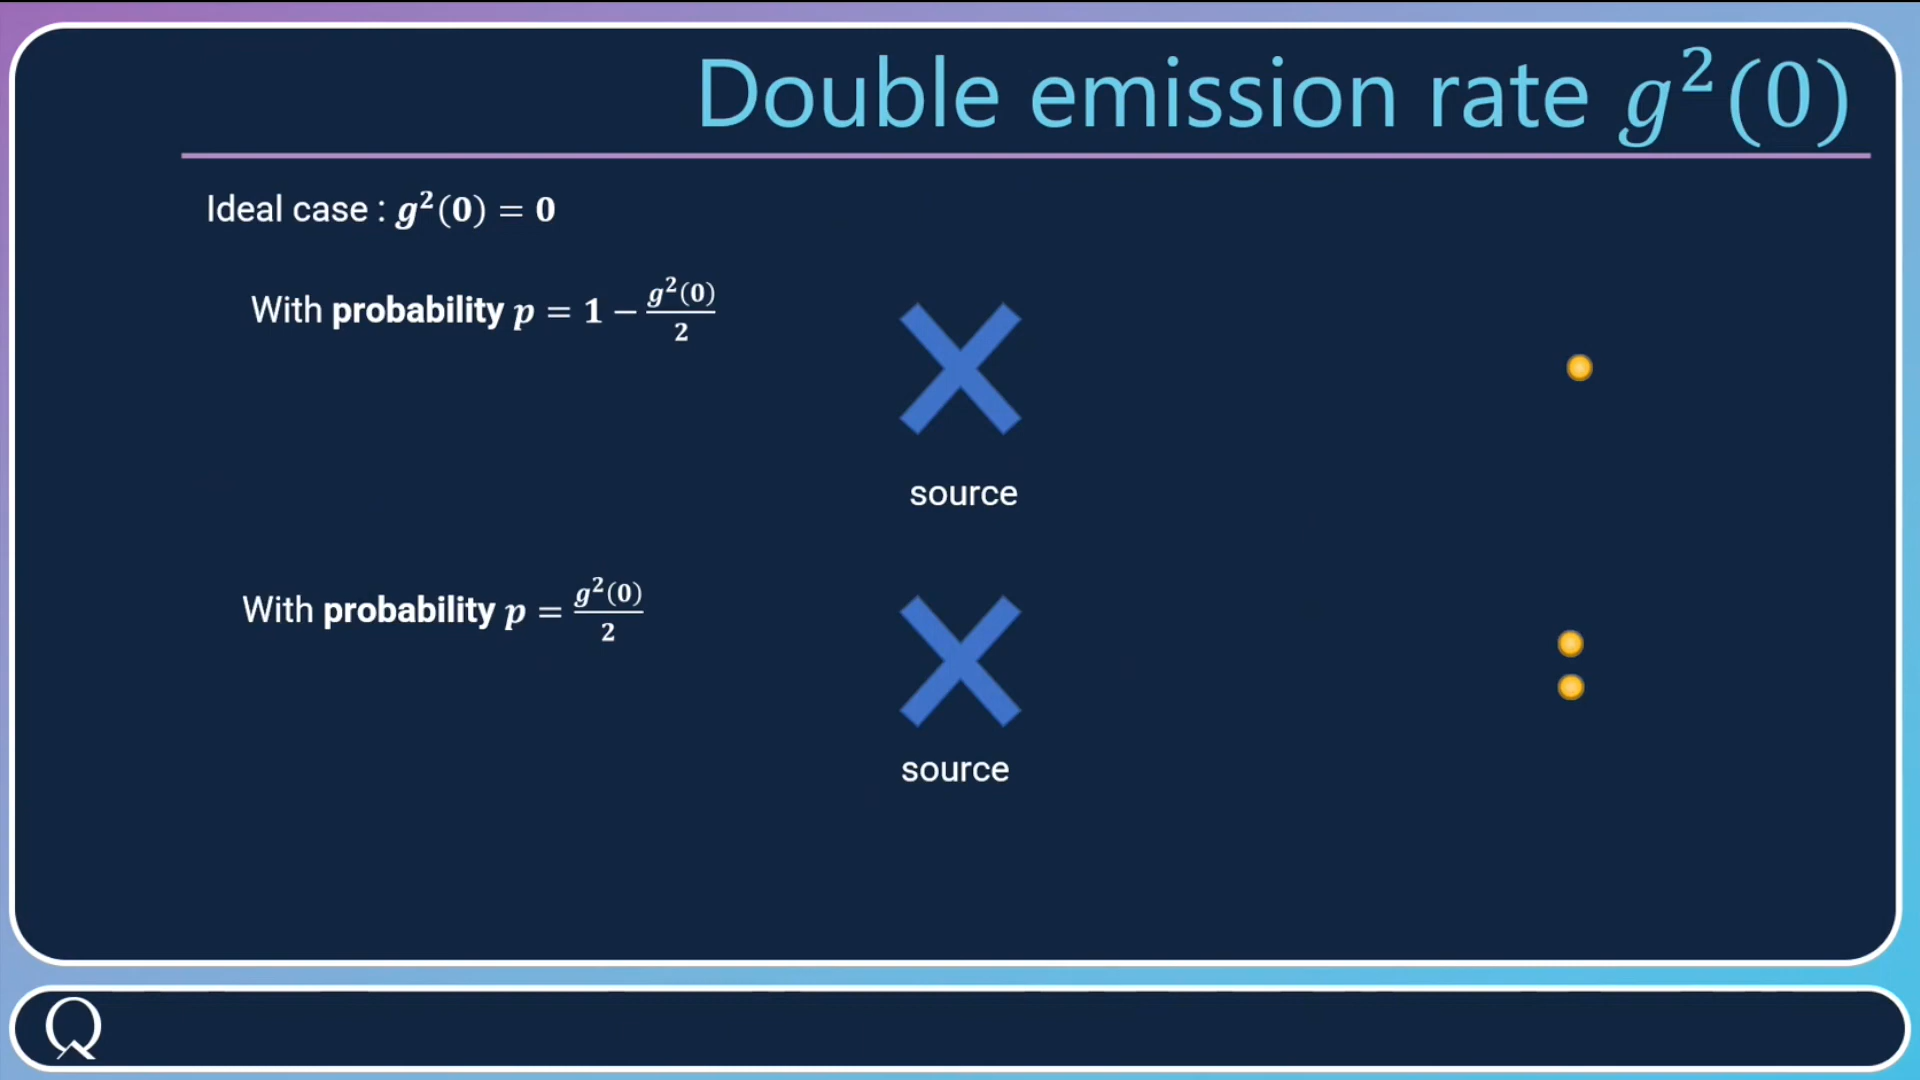 Double emission rate g²(0)
Ideal case : g²(0) = 0
With probability p = 1 − g²(0)/2
source
With probability p = g²(0)/2
source
Q